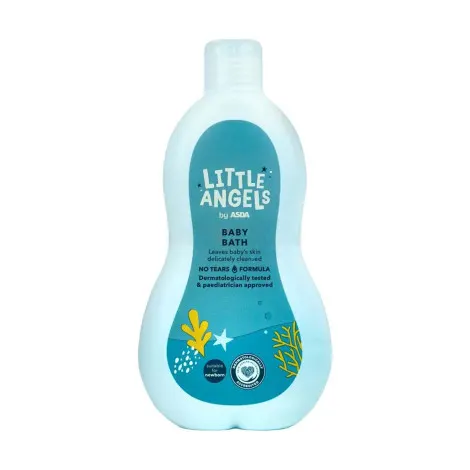 LITTLE
ANGELS
by ASDA
BABY
BATH
Leaves baby's skin
delicately cleansed
NO TEARS FORMULA
Dermatologically tested
& paediatrician approved
suitable
for
newborn